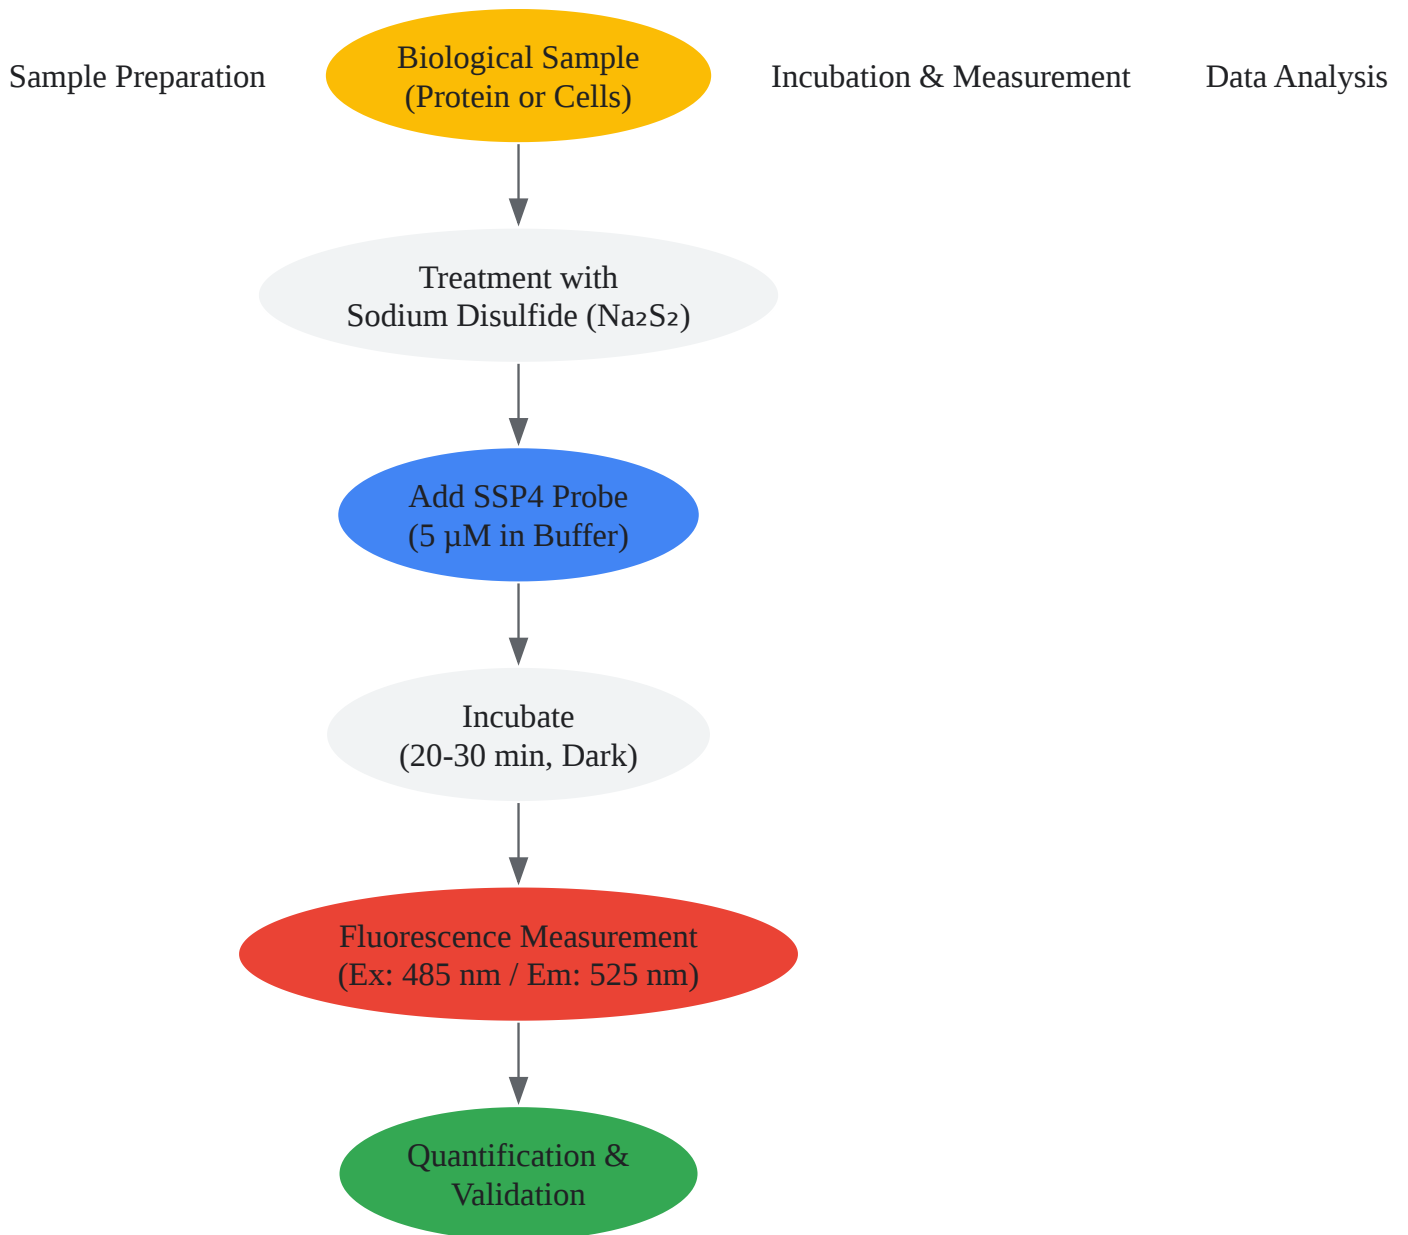 Sample Preparation
Biological Sample
(Protein or Cells)
Incubation & Measurement
Data Analysis
Treatment with
Sodium Disulfide (Na₂S₂)
Add SSP4 Probe
(5 µM in Buffer)
Incubate
(20-30 min, Dark)
Fluorescence Measurement
(Ex: 485 nm / Em: 525 nm)
Quantification &
Validation